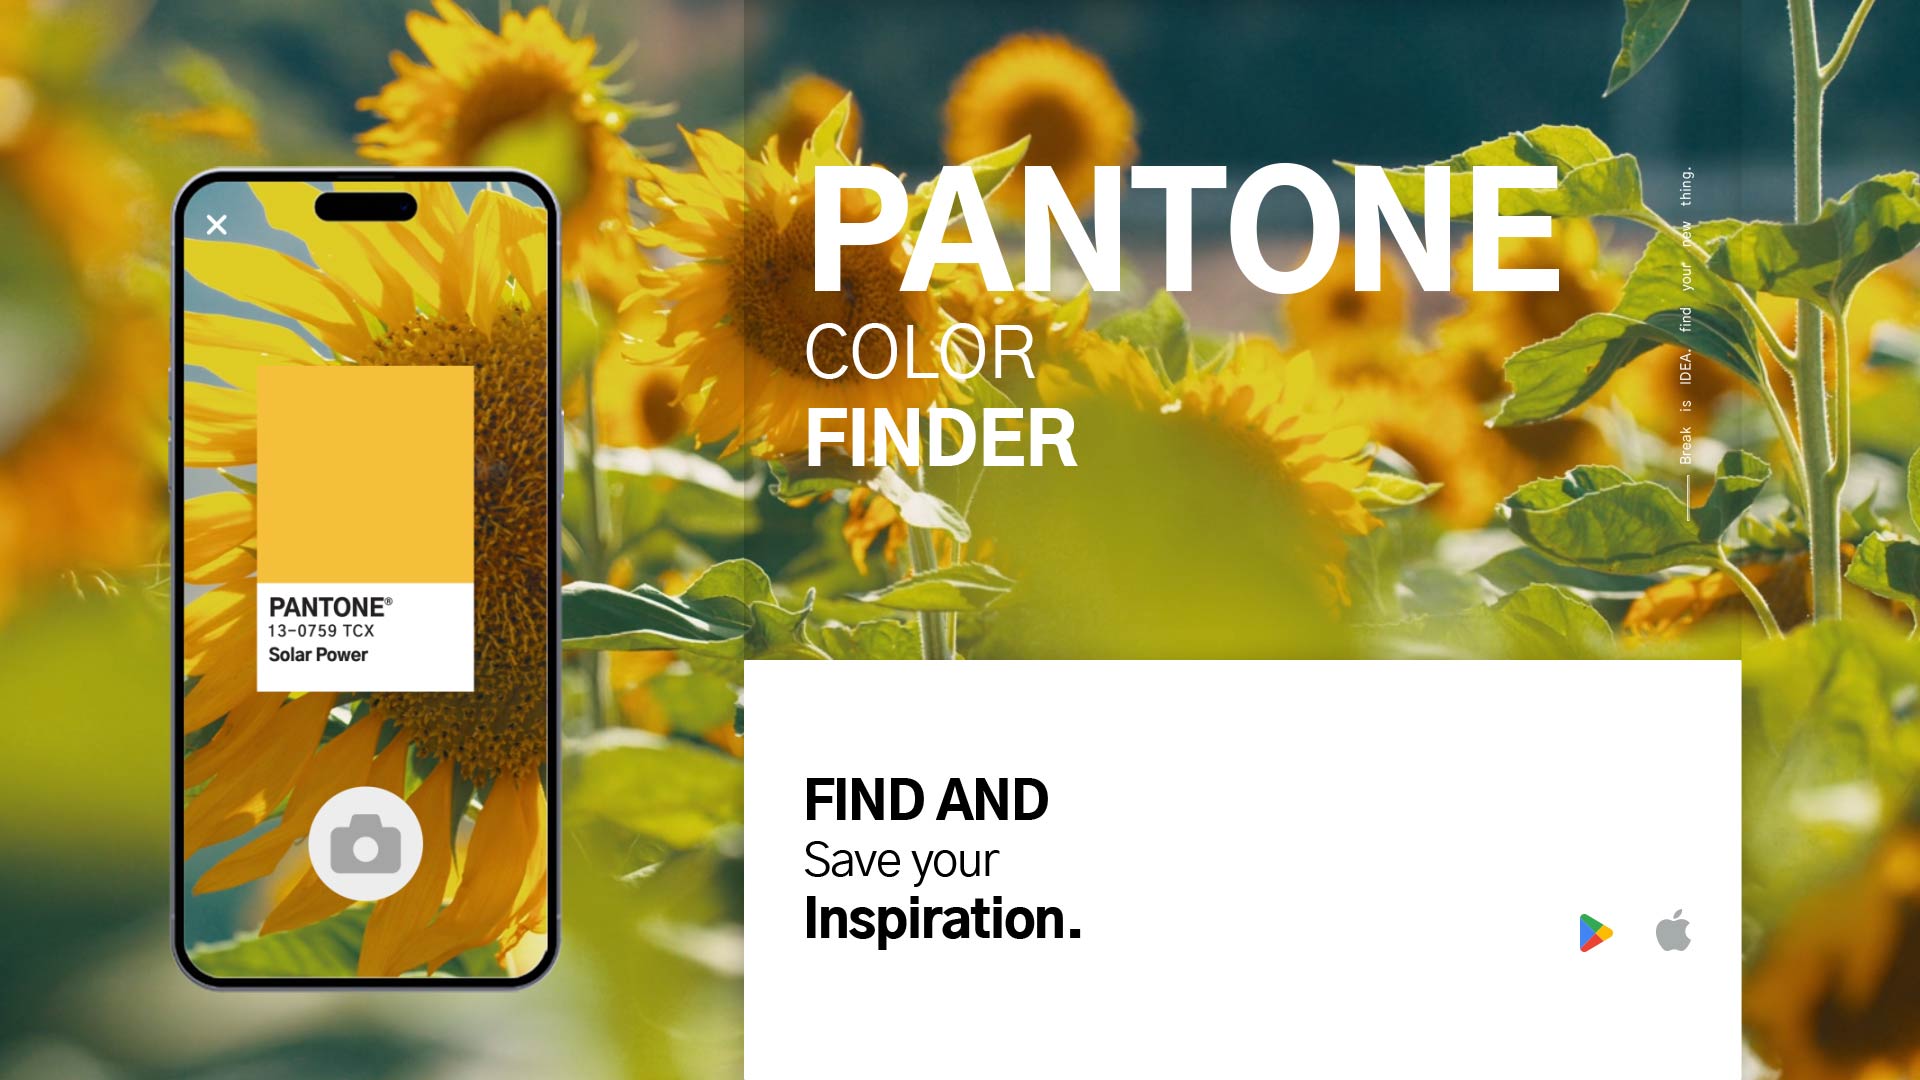 PANTONE
COLOR
FINDER
Break is IDEA. find your new thing.
PANTONE®
13-0759 TCX
Solar Power
FIND AND
Save your
Inspiration.